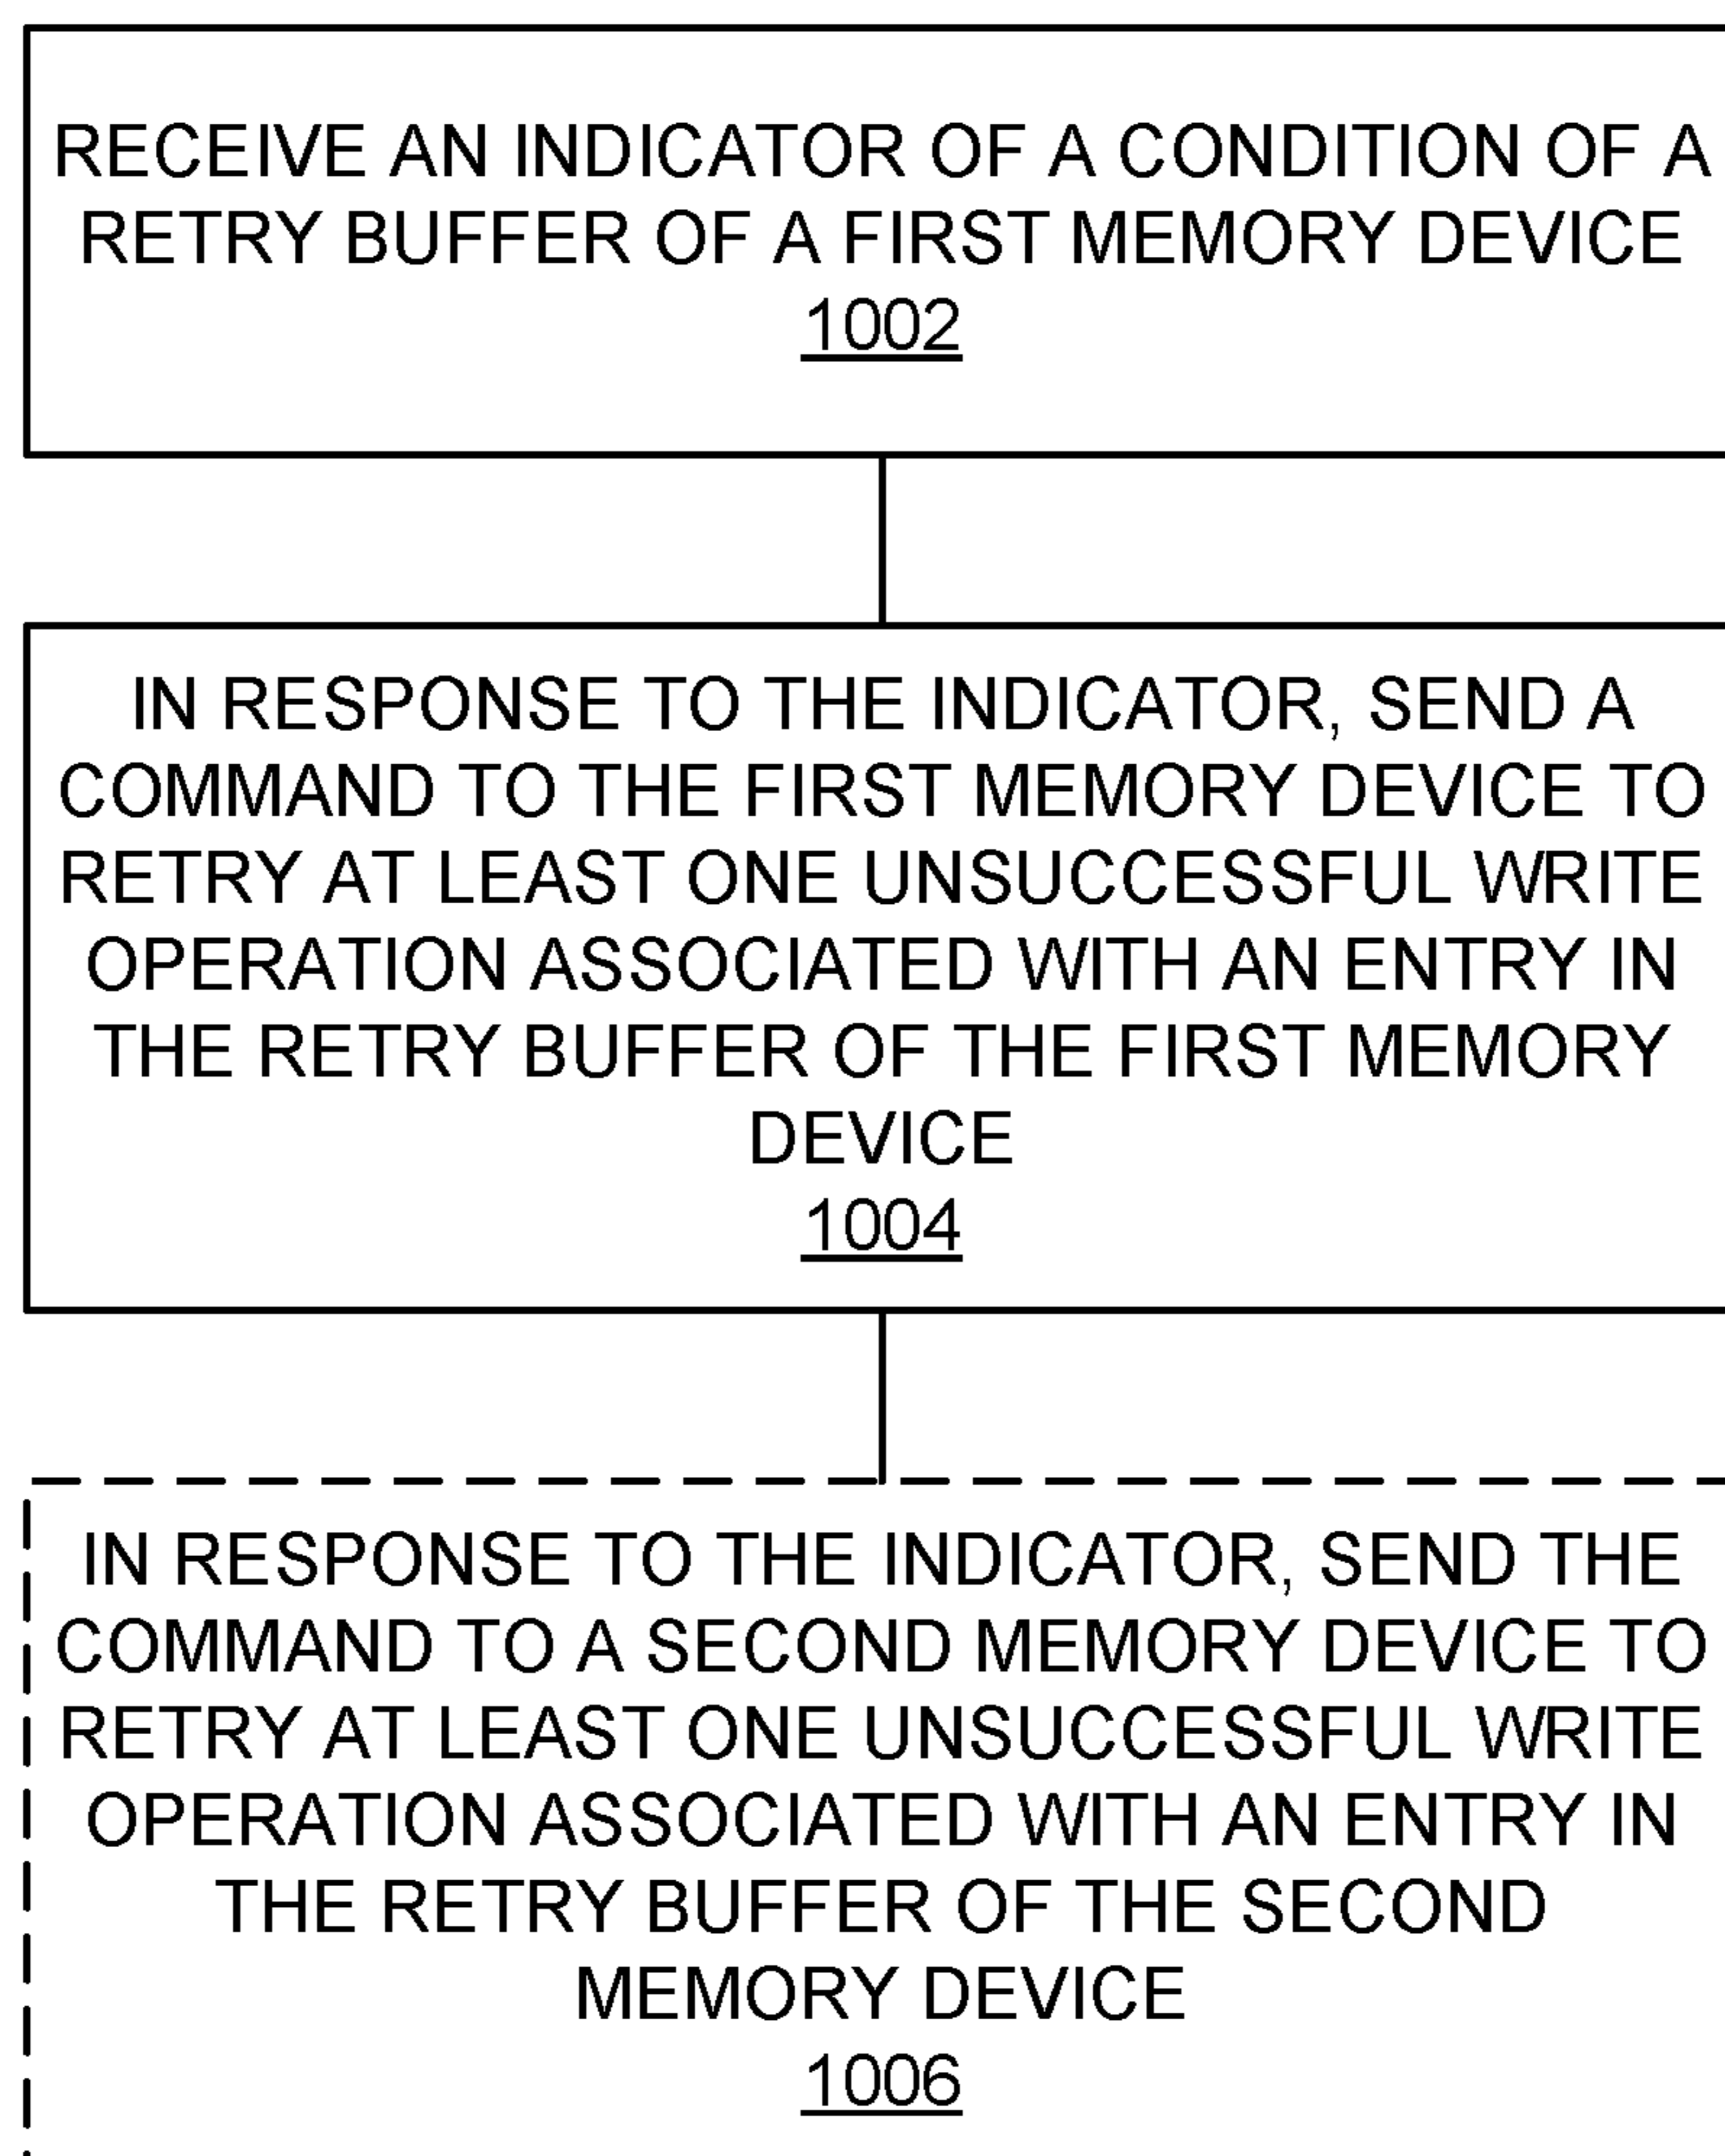 RECEIVE AN INDICATOR OF A CONDITION OF A
RETRY BUFFER OF A FIRST MEMORY DEVICE
1002
IN RESPONSE TO THE INDICATOR, SEND A
COMMAND TO THE FIRST MEMORY DEVICE TO
RETRY AT LEAST ONE UNSUCCESSFUL WRITE
OPERATION ASSOCIATED WITH AN ENTRY IN
THE RETRY BUFFER OF THE FIRST MEMORY
DEVICE
1004
IN RESPONSE TO THE INDICATOR, SEND THE
COMMAND TO A SECOND MEMORY DEVICE TO
RETRY AT LEAST ONE UNSUCCESSFUL WRITE
OPERATION ASSOCIATED WITH AN ENTRY IN
THE RETRY BUFFER OF THE SECOND
MEMORY DEVICE
1006